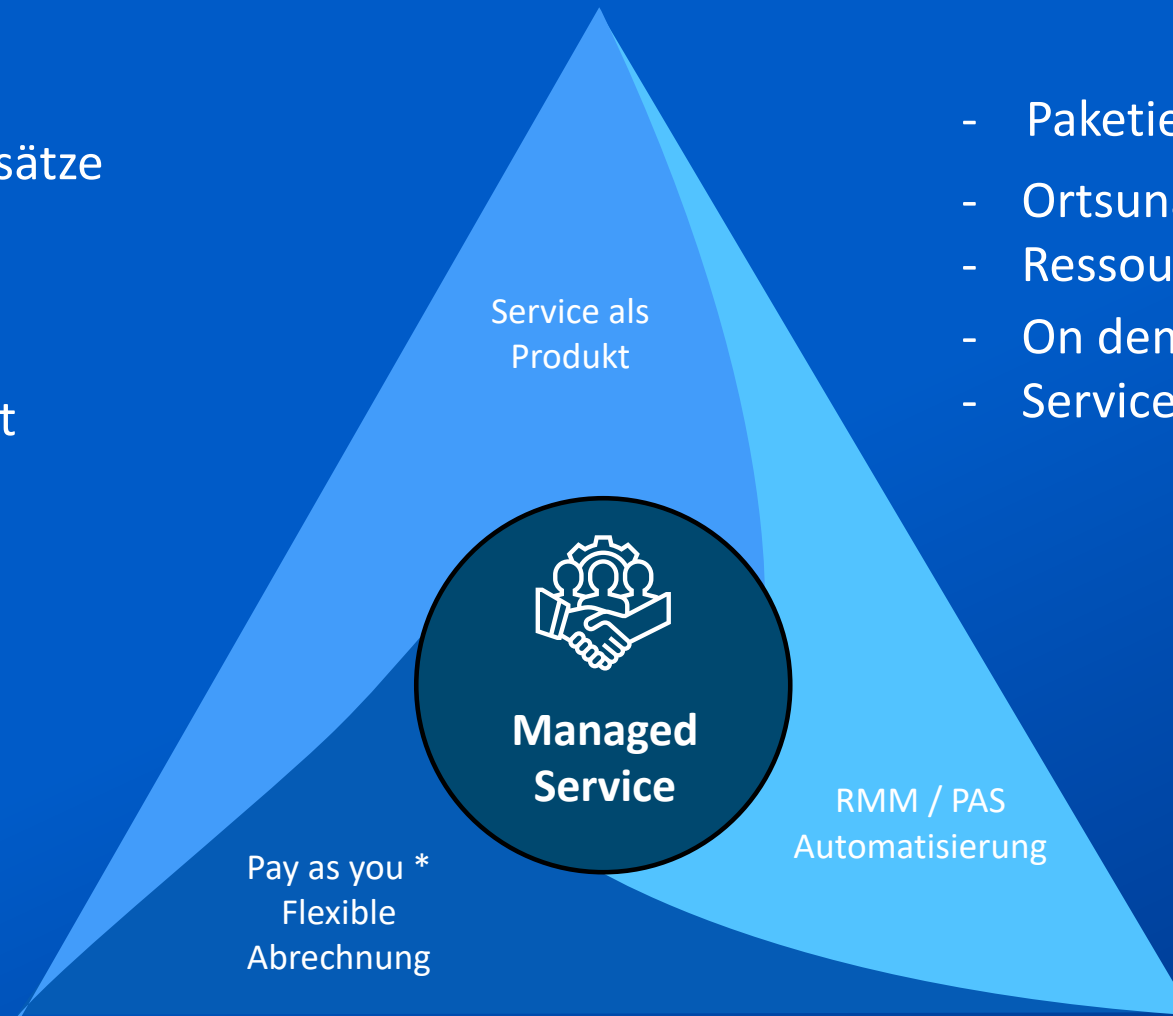 sätze
t
- Paketie
- Ortsun
- Ressou
- On den
- Service
Service als
Produkt
Managed
Service
RMM / PAS
Automatisierung
Pay as you *
Flexible
Abrechnung